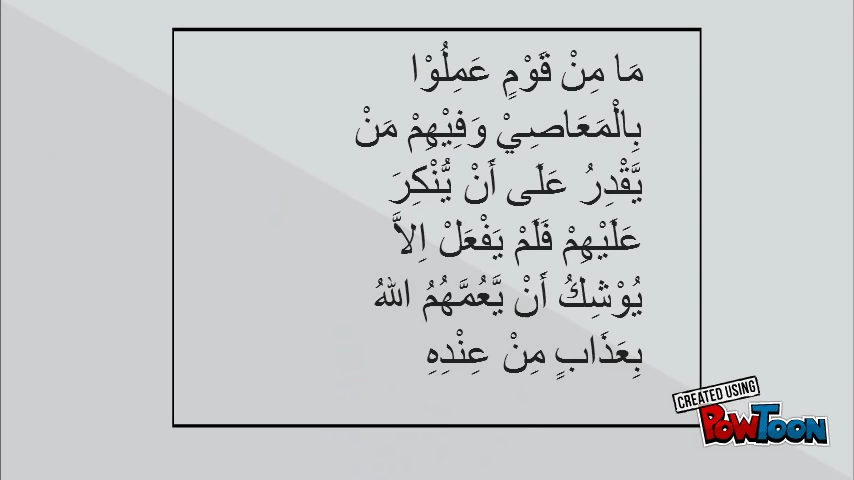 مَا مِنْ قَوْمٍ عَمِلُوْا
بِالْمَعَاصِيْ وَفِيْهِمْ مَنْ
يَّقْدِرُ عَلَى أَنْ يُّنْكِرَ
عَلَيْهِمْ فَلَمْ يَفْعَلْ اِلاَّ
يُوْشِكُ أَنْ يَّعُمَّهُمُ اللهُ
بِعَذَابٍ مِنْ عِنْدِهِ
CREATED USING
POWTOON